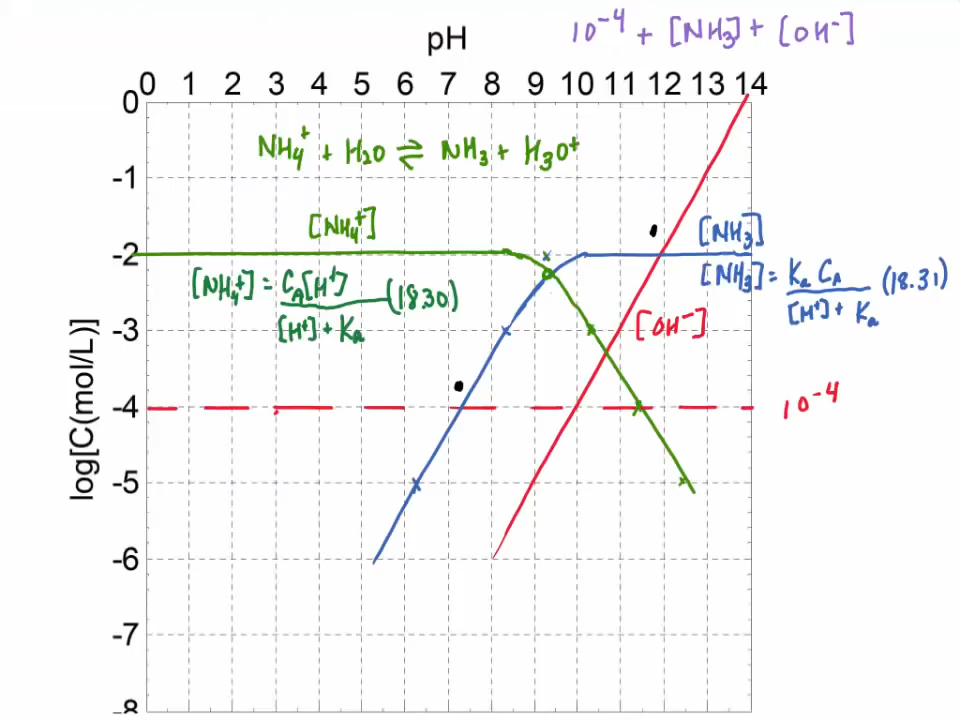 10⁻⁴ + [NH₃] + [OH⁻]
pH
0 1 2 3 4 5 6 7 8 9 10 11 12 13 14
0
NH₄⁺ + H₂O ⇌ NH₃ + H₃O⁺
-1
[NH₄⁺]
[NH₃]
-2
[NH₄⁺] = C_A[H⁺] / [H⁺] + Ka (18.30)
[NH₃] = Ka C_A / [H⁺] + Ka (18.31)
-3
[OH⁻]
-4
10⁻⁴
log[C(mol/L)]
-5
-6
-7
-8